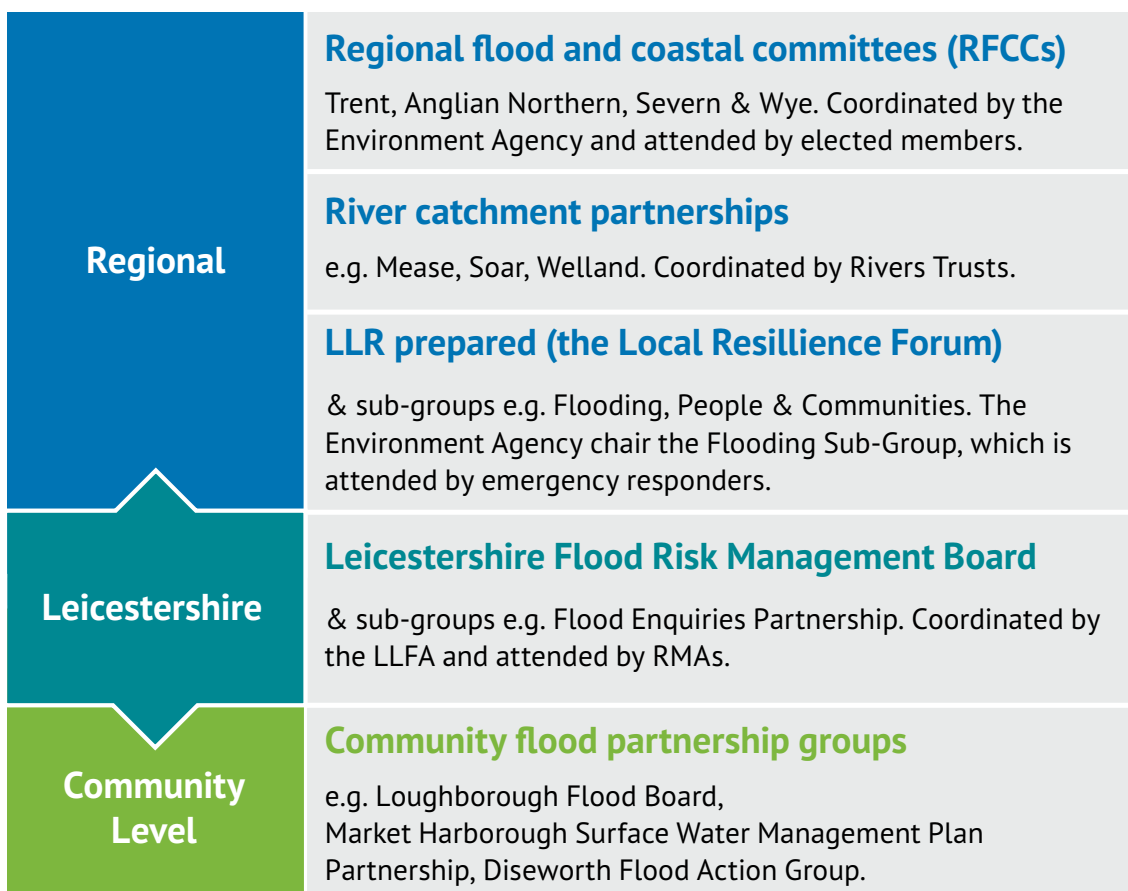 Regional
Regional flood and coastal committees (RFCCs)
Trent, Anglian Northern, Severn & Wye. Coordinated by the
Environment Agency and attended by elected members.
River catchment partnerships
e.g. Mease, Soar, Welland. Coordinated by Rivers Trusts.
LLR prepared (the Local Resillience Forum)
& sub-groups e.g. Flooding, People & Communities. The
Environment Agency chair the Flooding Sub-Group, which is
attended by emergency responders.
Leicestershire
Leicestershire Flood Risk Management Board
& sub-groups e.g. Flood Enquiries Partnership. Coordinated by
the LLFA and attended by RMAs.
Community
Level
Community flood partnership groups
e.g. Loughborough Flood Board,
Market Harborough Surface Water Management Plan
Partnership, Diseworth Flood Action Group.